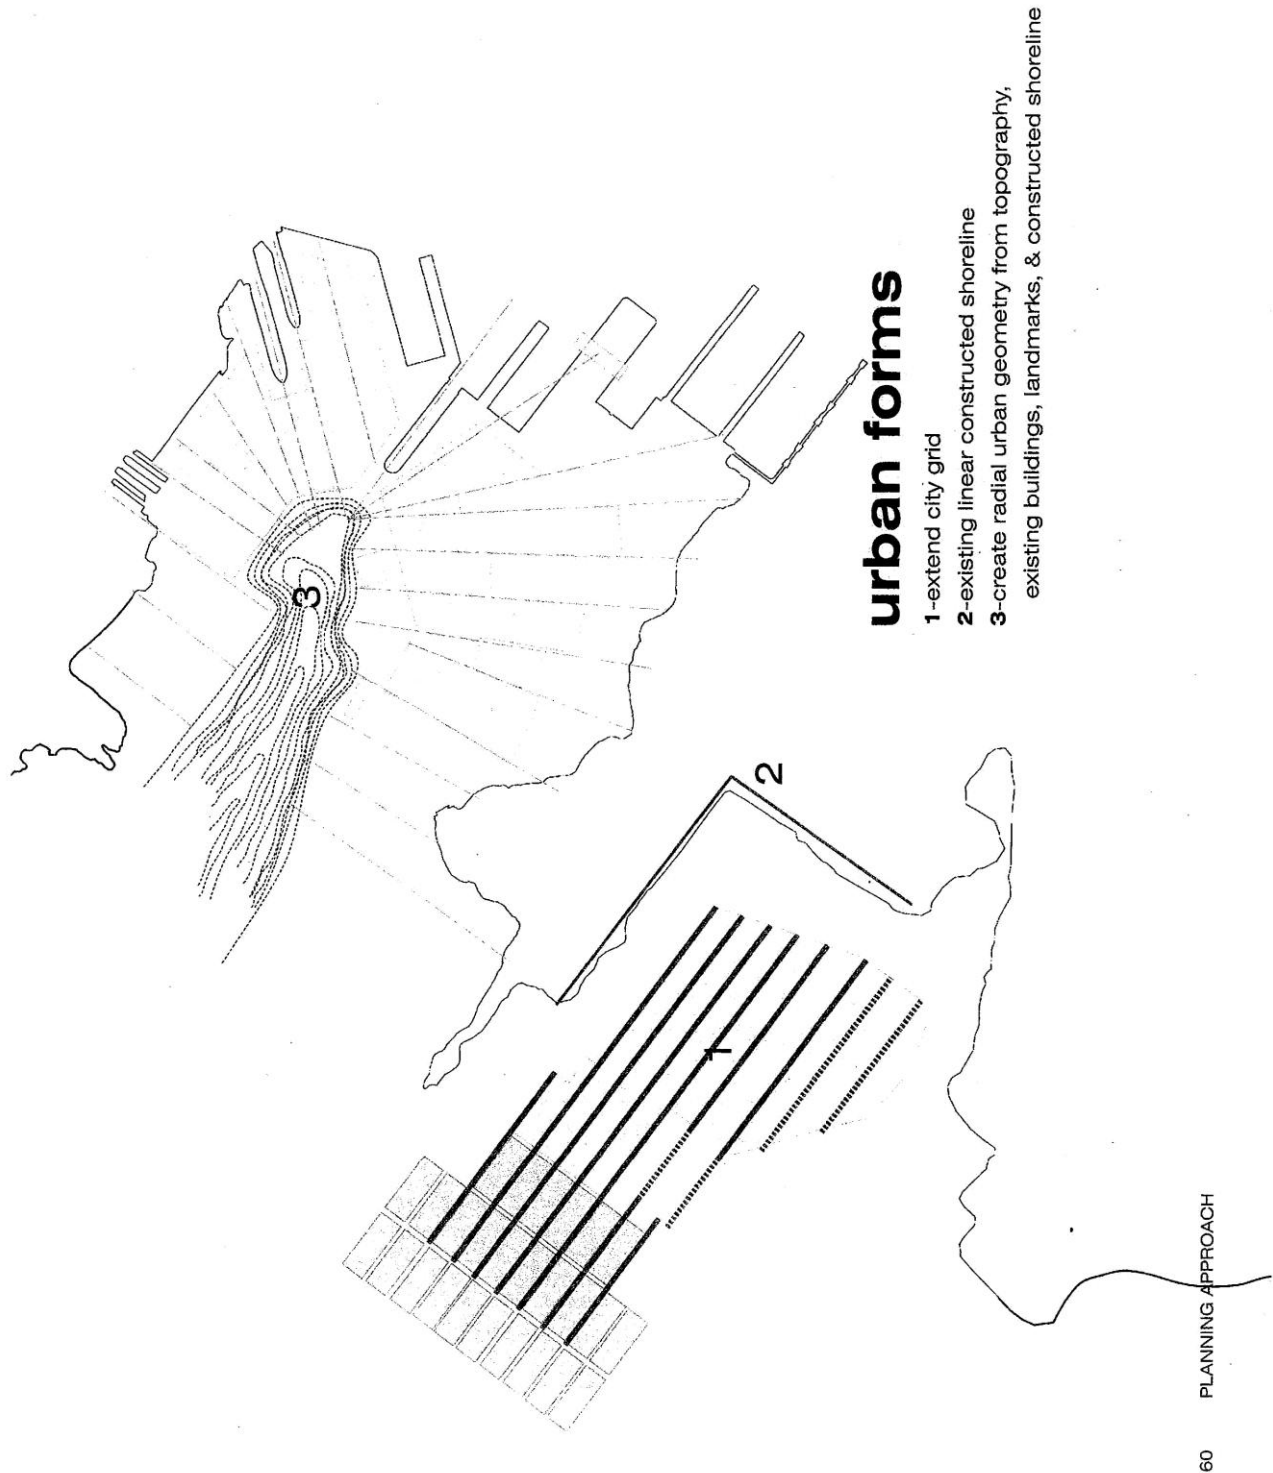 3
2
1
urban forms
1-extend city grid
2-existing linear constructed shoreline
3-create radial urban geometry from topography,
existing buildings, landmarks, & constructed shoreline
60 PLANNING APPROACH